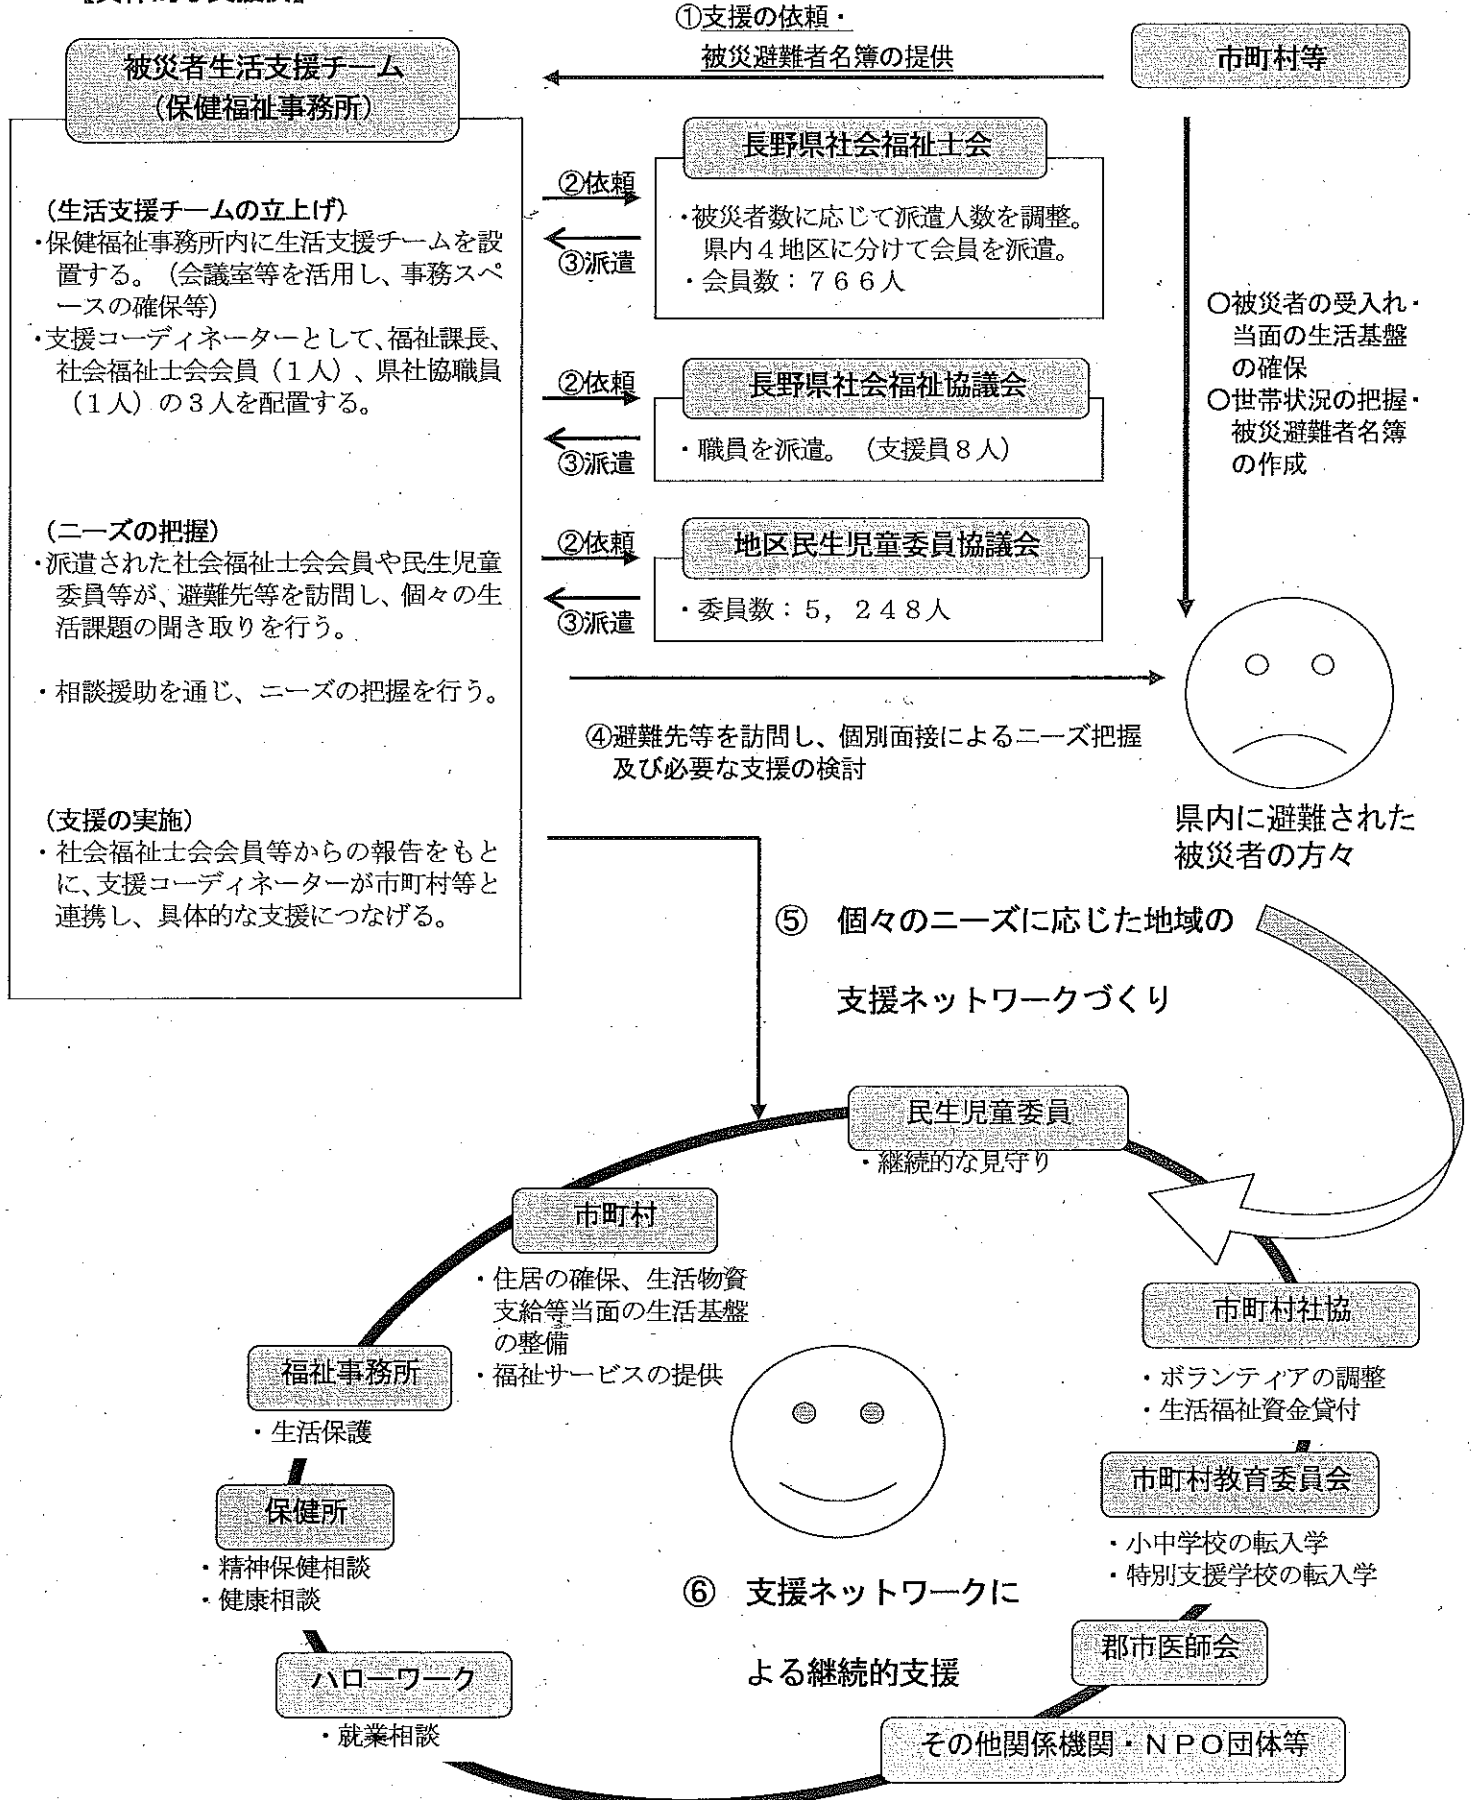 ①支援の依頼・
被災避難者名簿の提供
市町村等
被災者生活支援チーム
(保健福祉事務所)
(生活支援チームの立上げ)
・保健福祉事務所内に生活支援チームを設
置する。(会議室等を活用し、事務スペ
ースの確保等)
・支援コーディネーターとして、福祉課長、
社会福祉士会会員(1人)、県社協職員
(1人)の3人を配置する。
(ニーズの把握)
・派遣された社会福祉士会会員や民生児童
委員等が、避難先等を訪問し、個々の生
活課題の聞き取りを行う。
・相談援助を通じ、ニーズの把握を行う。
(支援の実施)
・社会福祉士会会員等からの報告をもと
に、支援コーディネーターが市町村等と
連携し、具体的な支援につなげる。
②依頼
③派遣
長野県社会福祉士会
・被災者数に応じて派遣人数を調整。
県内4地区に分けて会員を派遣。
・会員数:766人
②依頼
③派遣
長野県社会福祉協議会
・職員を派遣。(支援員8人)
②依頼
③派遣
地区民生児童委員協議会
・委員数:5,248人
○被災者の受入れ・
当面の生活基盤
の確保
○世帯状況の把握・
被災避難者名簿
の作成
④避難先等を訪問し、個別面接によるニーズ把握
及び必要な支援の検討
県内に避難された
被災者の方々
⑤ 個々のニーズに応じた地域の
支援ネットワークづくり
民生児童委員
・継続的な見守り
市町村
・住居の確保、生活物資
支給等当面の生活基盤
の整備
・福祉サービスの提供
市町村社協
・ボランティアの調整
・生活福祉資金貸付
福祉事務所
・生活保護
市町村教育委員会
・小中学校の転入学
・特別支援学校の転入学
保健所
・精神保健相談
・健康相談
⑥ 支援ネットワークに
よる継続的支援
郡市医師会
ハローワーク
・就業相談
その他関係機関・NPO団体等